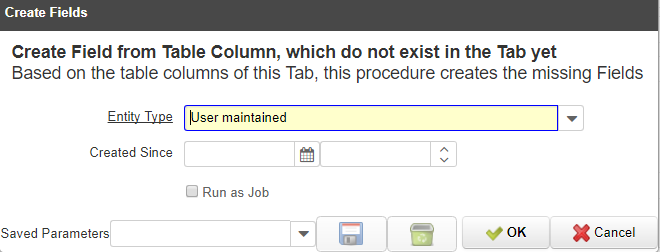 Create Fields
Create Field from Table Column, which do not exist in the Tab yet
Based on the table columns of this Tab, this procedure creates the missing Fields
Entity Type User maintained
Created Since
Run as Job
Saved Parameters OK Cancel